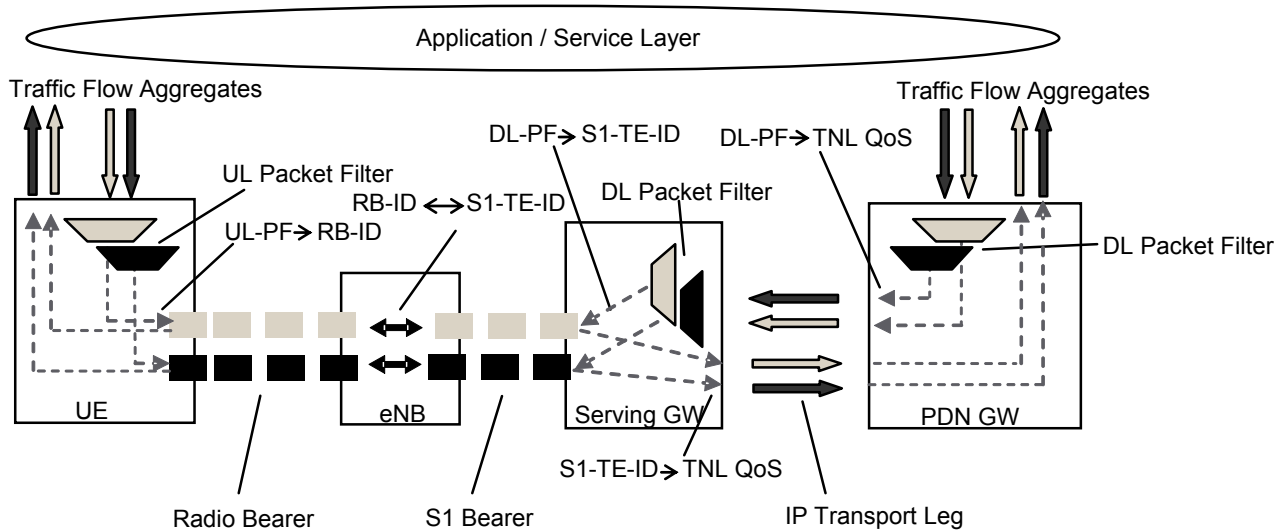 Application / Service Layer
Traffic Flow Aggregates
Traffic Flow Aggregates
DL-PF→S1-TE-ID
DL-PF→TNL QoS
UL Packet Filter
DL Packet Filter
RB-ID ↔ S1-TE-ID
UL-PF→RB-ID
DL Packet Filter
UE
eNB
Serving GW
PDN GW
S1-TE-ID→TNL QoS
Radio Bearer
S1 Bearer
IP Transport Leg